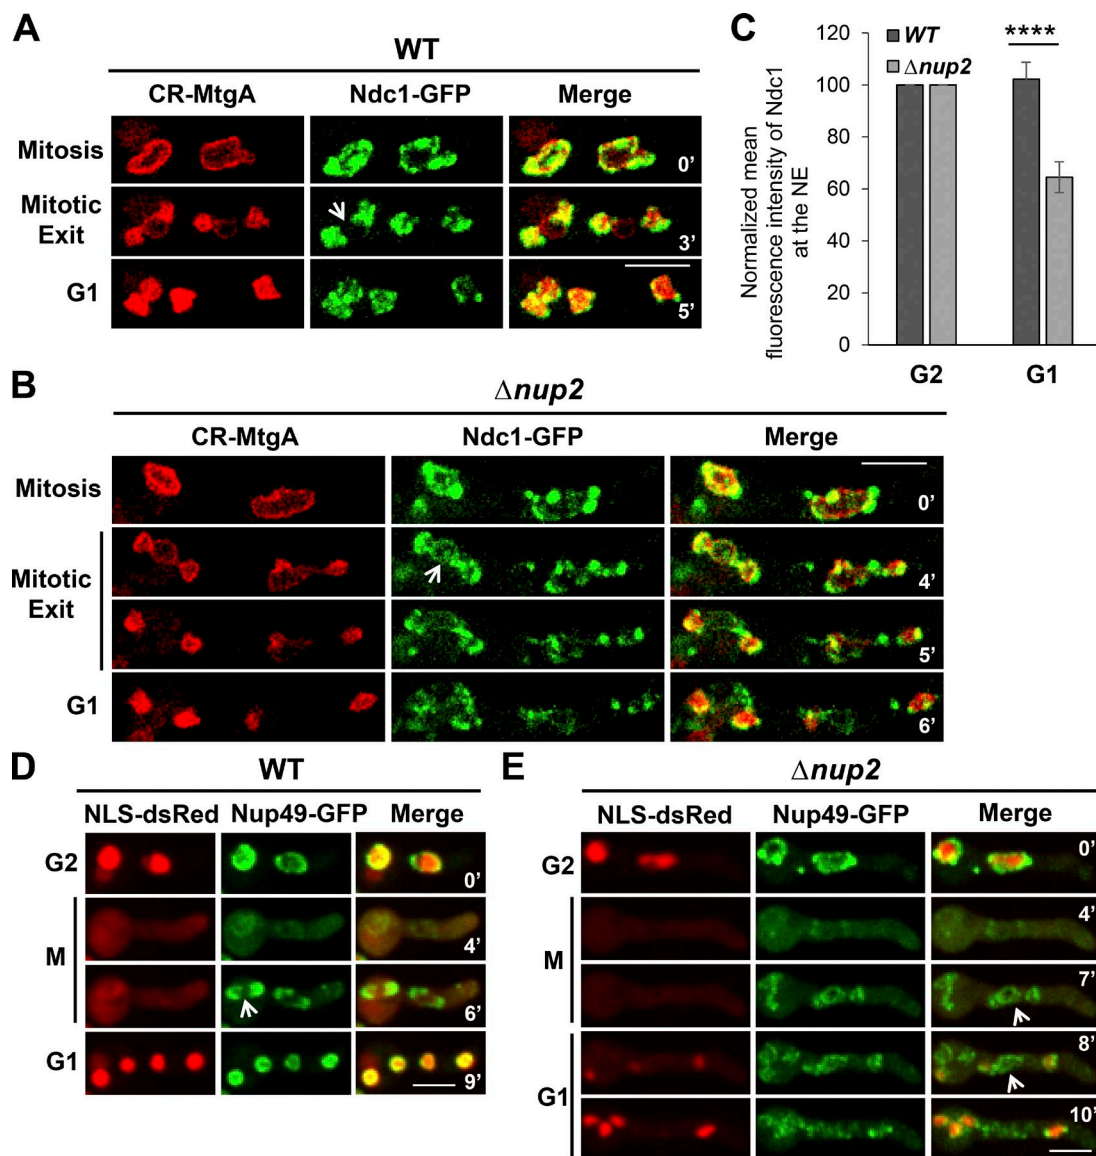 A
WT
CR-MtgA Ndc1-GFP Merge
Mitosis
0'
Mitotic
Exit
3'
G1
5'
C
Normalized mean
fluorescence intensity of Ndc1
at the NE
120
100
80
60
40
20
0
WT
Δnup2
****
G2 G1
B
Δnup2
CR-MtgA Ndc1-GFP Merge
Mitosis
0'
Mitotic
Exit
4'
5'
G1
6'
D
WT
NLS-dsRed Nup49-GFP Merge
G2
0'
M
4'
6'
G1
9'
E
Δnup2
NLS-dsRed Nup49-GFP Merge
G2
0'
M
4'
7'
G1
8'
10'